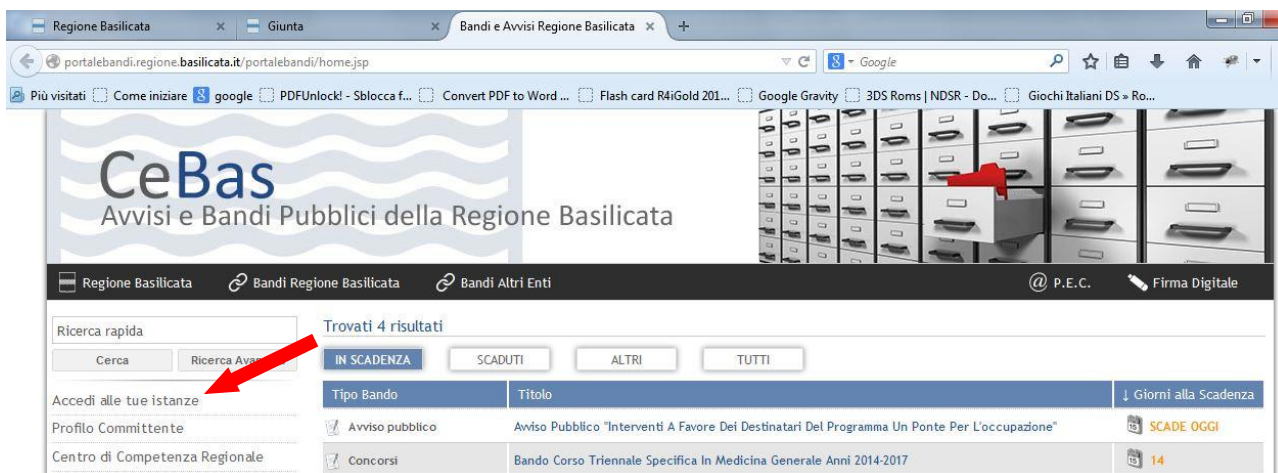 Regione Basilicata × Giunta × Bandi e Avvisi Regione Basilicata × +
portalebandi.regione.basilicata.it/portalebandi/home.jsp 8 Google
Più visitati Come iniziare 8 google PDFUnlock! - Sblocca f... Convert PDF to Word ... Flash card R4iGold 201... Google Gravity 3DS Roms | NDSR - Do... Giochi Italiani DS » Ro...
CeBas
Avvisi e Bandi Pubblici della Regione Basilicata
Regione Basilicata Bandi Regione Basilicata Bandi Altri Enti @ P.E.C. Firma Digitale
Ricerca rapida
Cerca Ricerca
Accedi alle tue istanze
Profilo Committente
Centro di Competenza Regionale
Trovati 4 risultati
IN SCADENZA SCADUTI ALTRI TUTTI
Tipo Bando Titolo ↓ Giorni alla Scadenza
Avviso pubblico Avviso Pubblico "Interventi A Favore Dei Destinatari Del Programma Un Ponte Per L'occupazione" 15 SCADE OGGI
Concorsi Bando Corso Triennale Specifica In Medicina Generale Anni 2014-2017 15 14